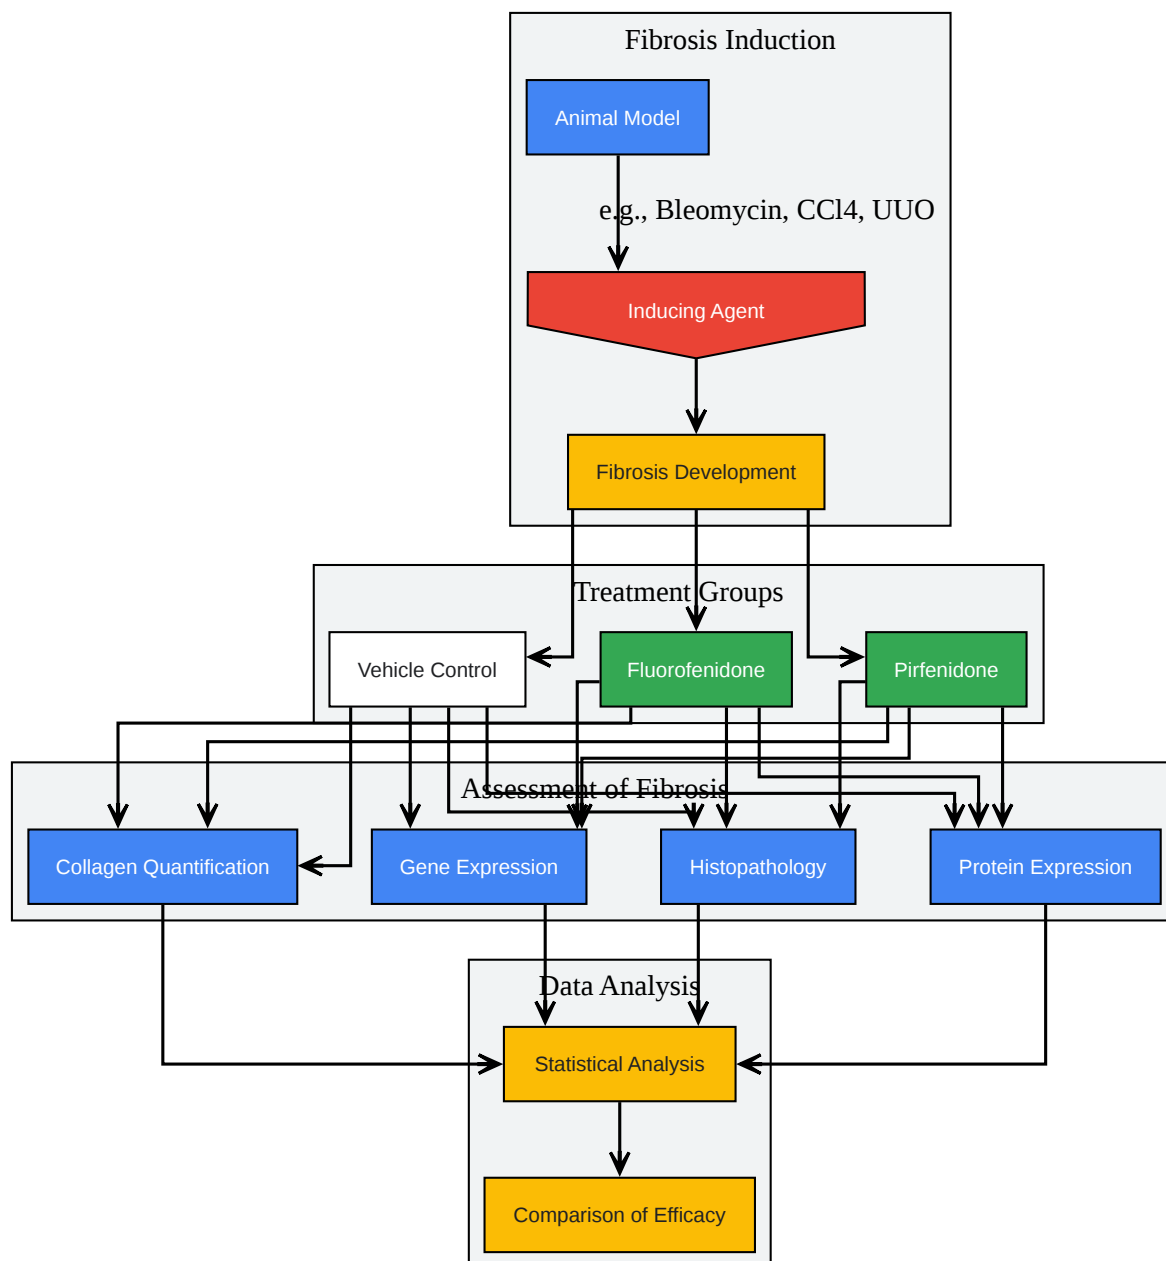 Fibrosis Induction
Animal Model
e.g., Bleomycin, CCl4, UUO
Inducing Agent
Fibrosis Development
Treatment Groups
Vehicle Control
Fluorofenidone
Pirfenidone
Assessment of Fibrosis
Collagen Quantification
Gene Expression
Histopathology
Protein Expression
Data Analysis
Statistical Analysis
Comparison of Efficacy